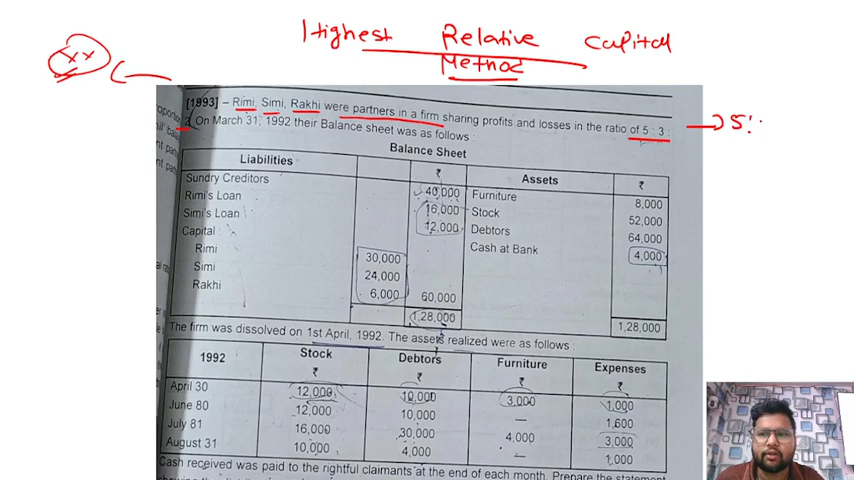 Highest Relative Capital
Method
XX
[1993] – Rimi, Simi, Rakhi were partners in a firm sharing profits and losses in the ratio of 5 : 3 :
→ 5:
2. On March 31, 1992 their Balance sheet was as follows :
Balance Sheet
Liabilities ₹ Assets ₹
Sundry Creditors 40,000 Furniture 8,000
Rimi's Loan 16,000 Stock 52,000
Simi's Loan 12,000 Debtors 64,000
Capital : Cash at Bank 4,000
Rimi 30,000
Simi 24,000
Rakhi 6,000 60,000
1,28,000 1,28,000
The firm was dissolved on 1st April, 1992. The assets realized were as follows :
1992 Stock Debtors Furniture Expenses
₹ ₹ ₹ ₹
April 30 12,000 10,000 3,000 1,000
June 80 12,000 10,000 — 1,600
July 81 16,000 30,000 4,000 3,000
August 31 10,000 4,000 — 1,000
Cash received was paid to the rightful claimants at the end of each month. Prepare the statement